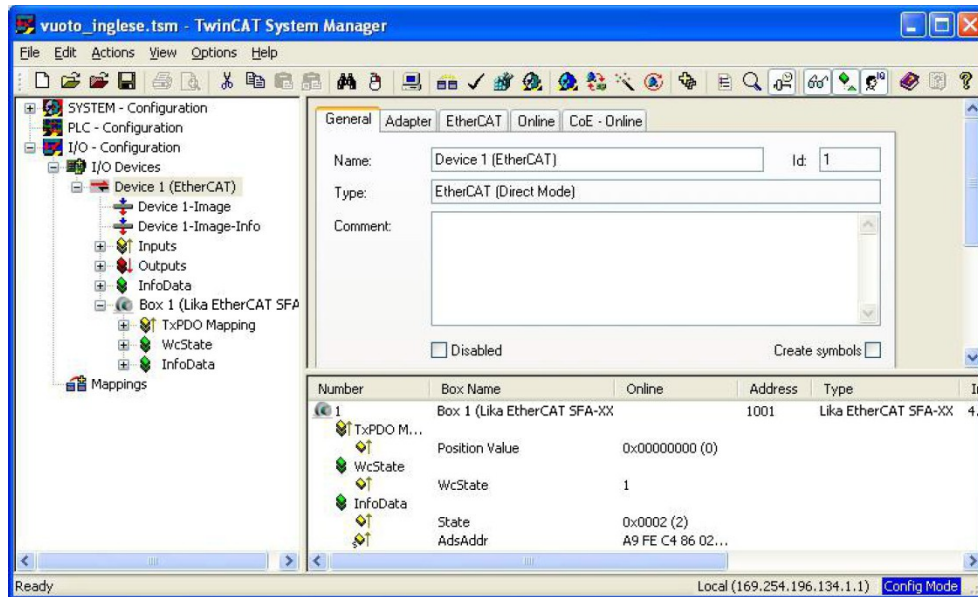 vuoto_inglese.tsm - TwinCAT System Manager
File Edit Actions View Options Help
SYSTEM - Configuration
PLC - Configuration
I/O - Configuration
I/O Devices
Device 1 (EtherCAT)
Device 1-Image
Device 1-Image-Info
Inputs
Outputs
InfoData
Box 1 (Lika EtherCAT SFA
TxPDO Mapping
WcState
InfoData
Mappings
General Adapter EtherCAT Online CoE - Online
Name: Device 1 (EtherCAT) Id: 1
Type: EtherCAT (Direct Mode)
Comment:
Disabled Create symbols
Number Box Name Online Address Type I
1 Box 1 (Lika EtherCAT SFA-XX 1001 Lika EtherCAT SFA-XX 4.
TxPDO M...
Position Value 0x00000000 (0)
WcState
WcState 1
InfoData
State 0x0002 (2)
AdsAddr A9 FE C4 86 02...
Ready Local (169.254.196.134.1.1) Config Mode